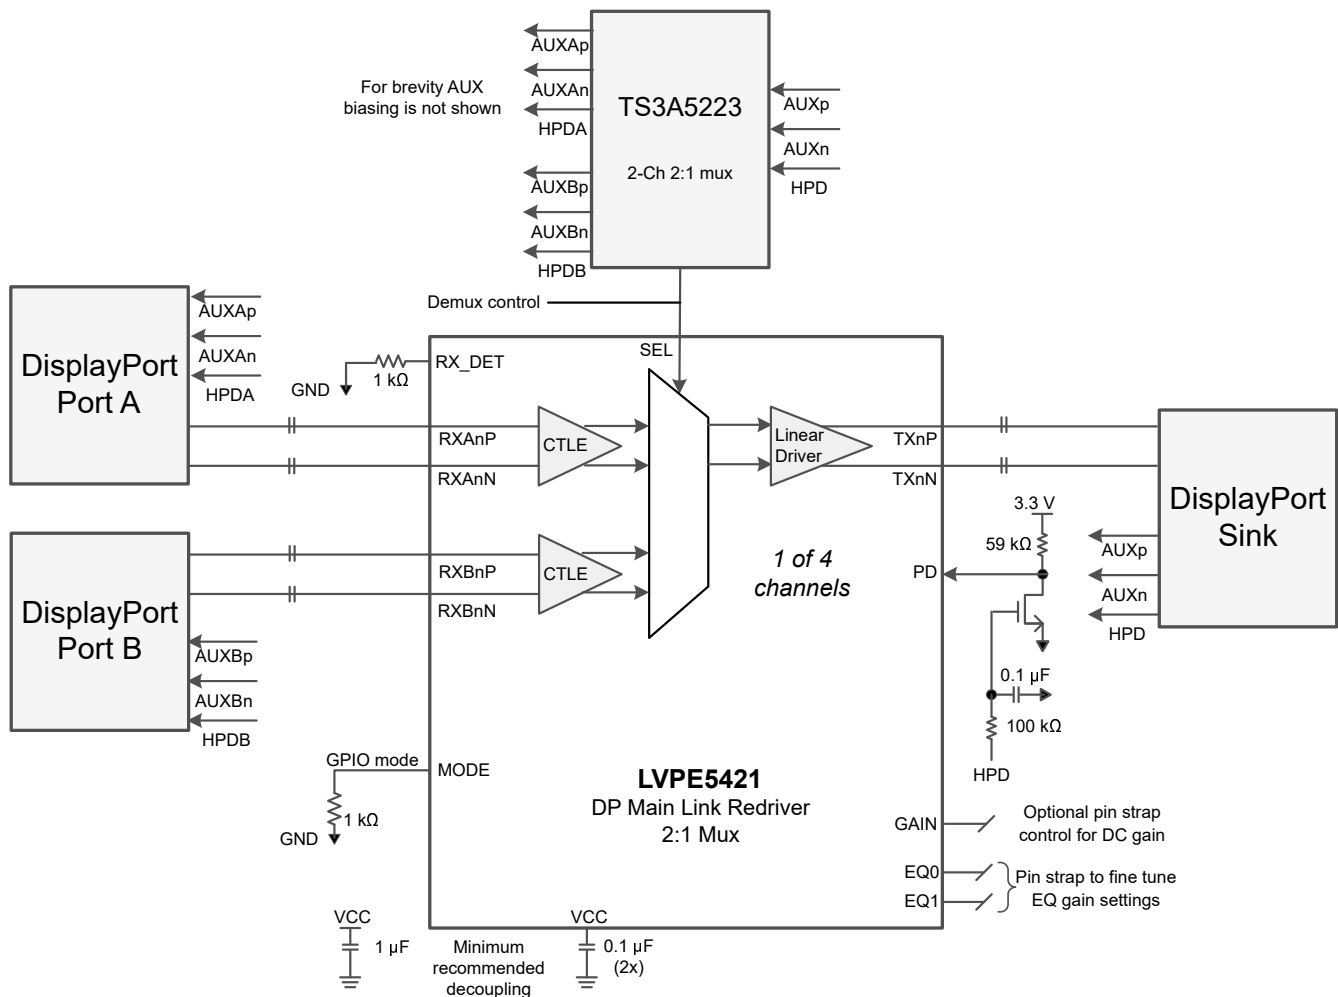 AUXAp
AUXAn
HPDA
AUXBp
AUXBn
HPDB
For brevity AUX
biasing is not shown
TS3A5223
2-Ch 2:1 mux
AUXp
AUXn
HPD
Demux control
SEL
DisplayPort
Port A
AUXAp
AUXAn
HPDA
GND
1 kΩ
RX_DET
RXAnP
RXAnN
CTLE
Linear
Driver
TXnP
TXnN
DisplayPort
Sink
AUXp
AUXn
HPD
DisplayPort
Port B
AUXBp
AUXBn
HPDB
RXBnP
RXBnN
CTLE
1 of 4
channels
PD
3.3 V
59 kΩ
0.1 µF
100 kΩ
HPD
GPIO mode
MODE
1 kΩ
GND
LVPE5421
DP Main Link Redriver
2:1 Mux
GAIN
Optional pin strap
control for DC gain
EQ0
EQ1
Pin strap to fine tune
EQ gain settings
VCC
1 µF
Minimum
recommended
decoupling
VCC
0.1 µF
(2x)